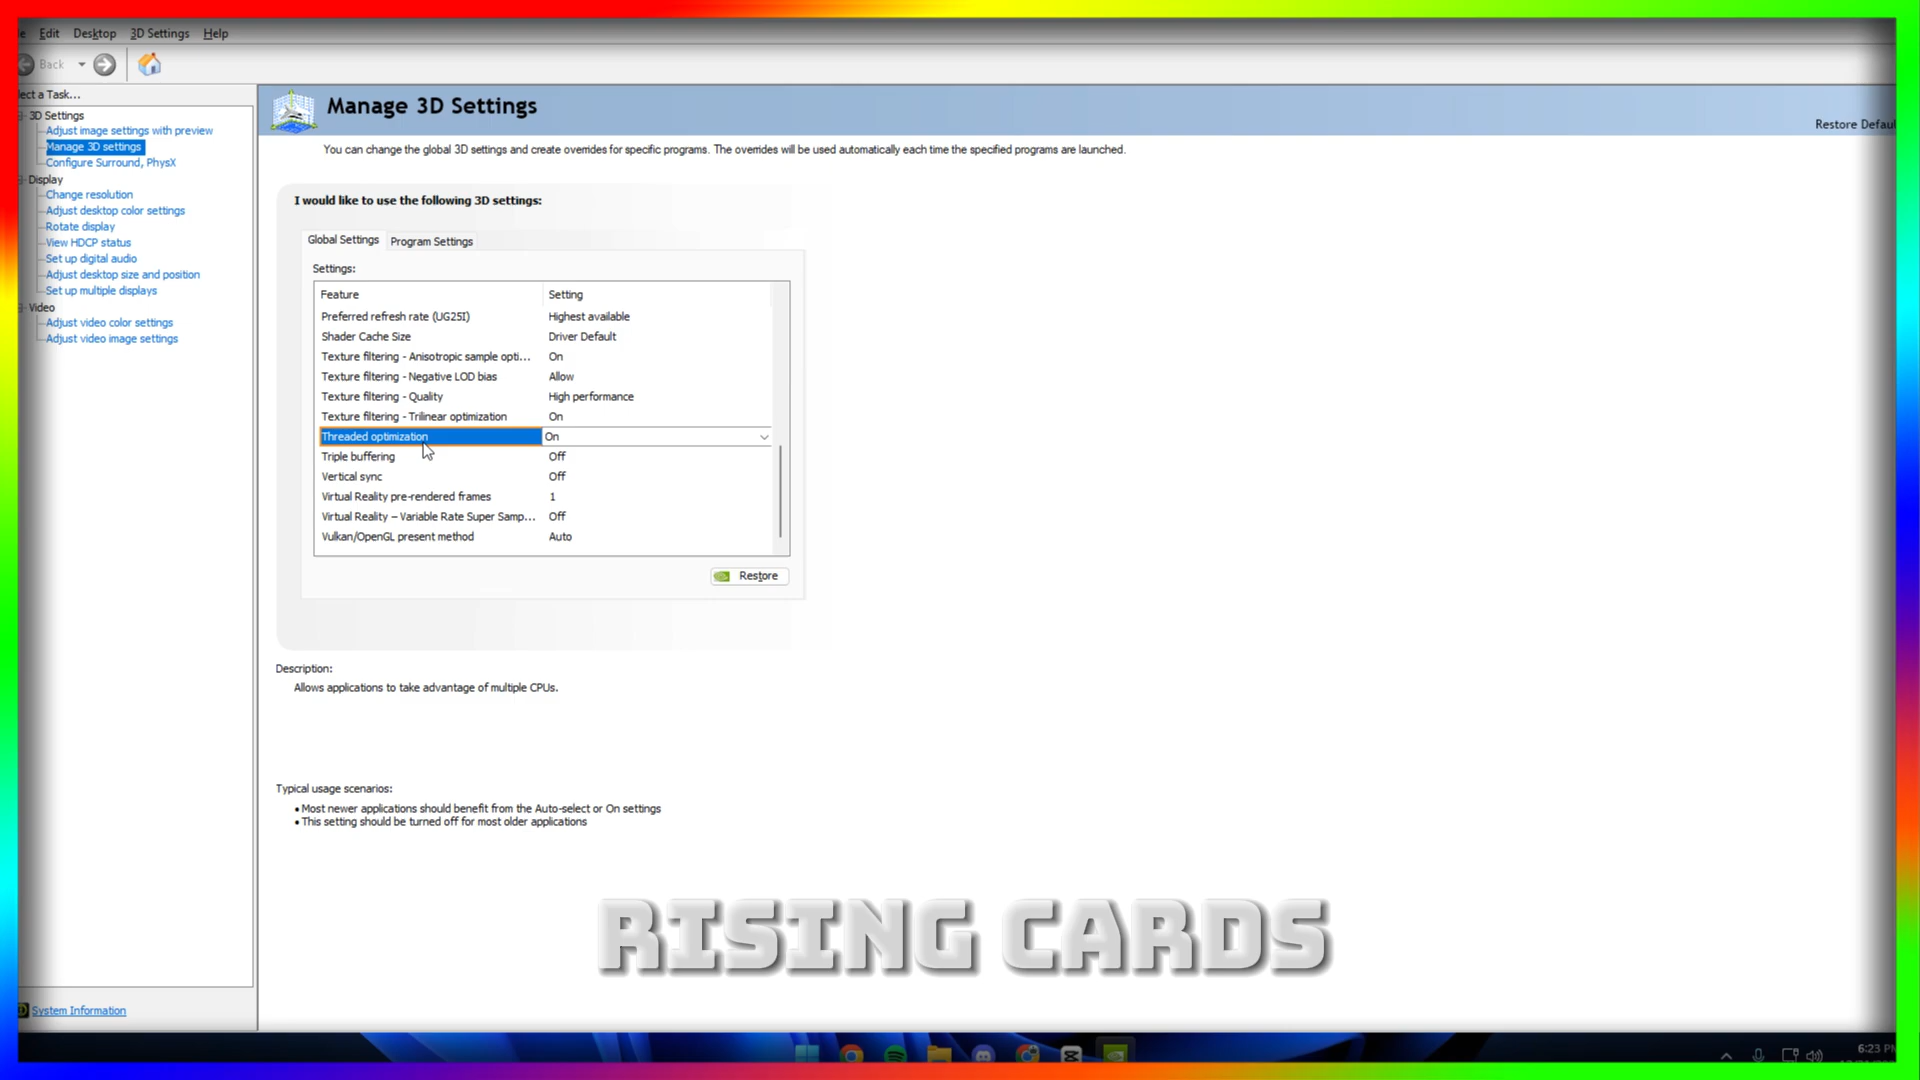 Edit Desktop 3D Settings Help
Back
a Task...
3D Settings
Adjust image settings with preview
Manage 3D settings
Configure Surround, PhysX
Display
Change resolution
Adjust desktop color settings
Rotate display
View HDCP status
Set up digital audio
Adjust desktop size and position
Set up multiple displays
Video
Adjust video color settings
Adjust video image settings
System Information
Manage 3D Settings
Restore Defau
You can change the global 3D settings and create overrides for specific programs. The overrides will be used automatically each time the specified programs are launched.
I would like to use the following 3D settings:
Global Settings Program Settings
Settings:
Feature Setting
Preferred refresh rate (UG25I) Highest available
Shader Cache Size Driver Default
Texture filtering - Anisotropic sample opti... On
Texture filtering - Negative LOD bias Allow
Texture filtering - Quality High performance
Texture filtering - Trilinear optimization On
Threaded optimization On
Triple buffering Off
Vertical sync Off
Virtual Reality pre-rendered frames 1
Virtual Reality – Variable Rate Super Samp... Off
Vulkan/OpenGL present method Auto
Restore
Description:
Allows applications to take advantage of multiple CPUs.
Typical usage scenarios:
• Most newer applications should benefit from the Auto-select or On settings
• This setting should be turned off for most older applications
RISING CARDS
6:23 PM